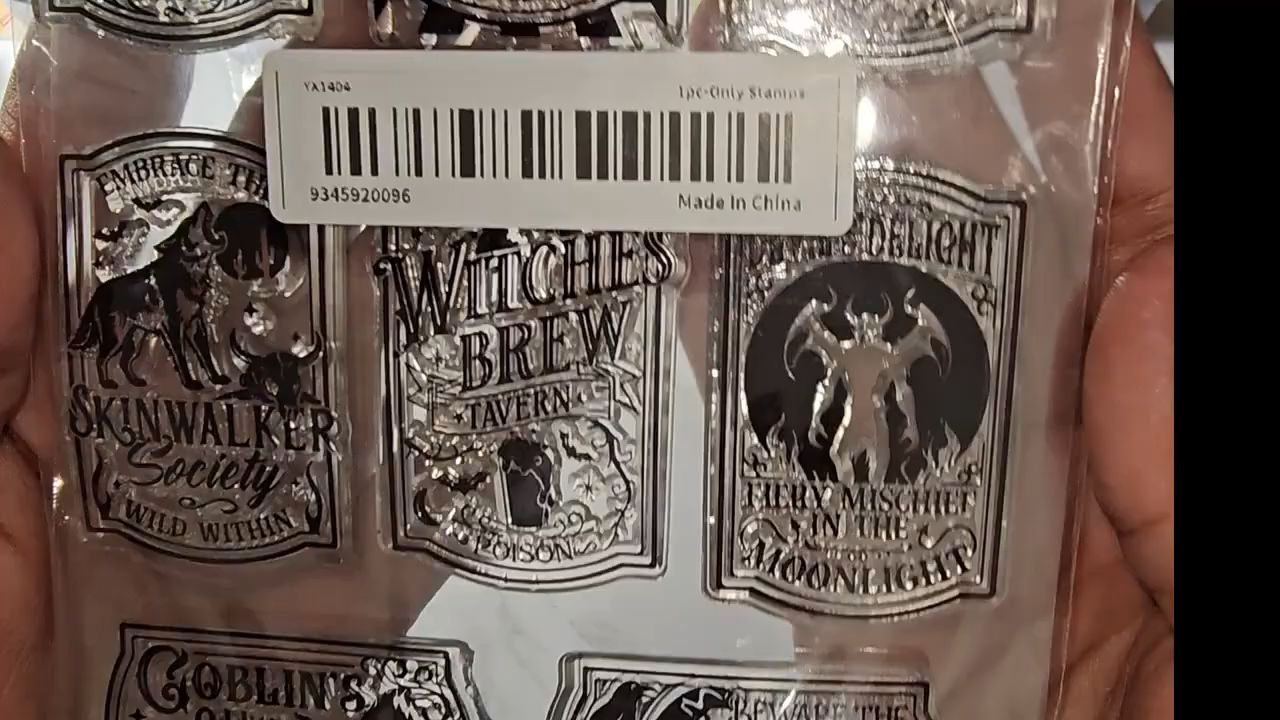 YX1404
1pc-Only Stamps
9345920096
Made In China
EMBRACE THE
SKINWALKER
Society
WILD WITHIN
WITCHES
BREW
TAVERN
POISON
DELIGHT
FIERY MISCHIEF
IN THE
MOONLIGHT
GOBLIN'S
BEWARE THE